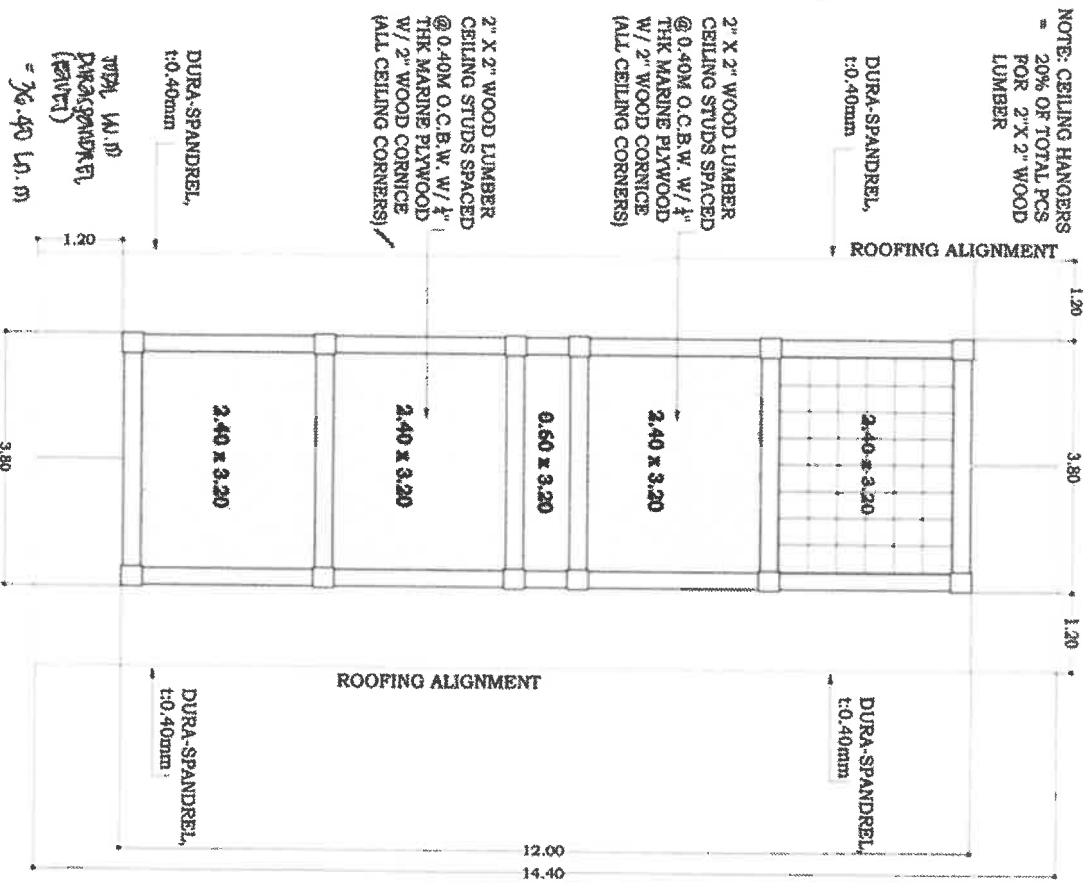 NOTE: CEILING HANGERS
= 20% OF TOTAL PCS
FOR 2"X 2" WOOD
LUMBER
DURA-SPANDREL,
t:0.40mm
2" X 2" WOOD LUMBER
CEILING STUDS SPACED
@ 0.40M O.C.B.W. W/ ¼"
THK MARINE PLYWOOD
W/ 2" WOOD CORNICE
(ALL CEILING CORNERS)
2" X 2" WOOD LUMBER
CEILING STUDS SPACED
@ 0.40M O.C.B.W. W/ ¼"
THK MARINE PLYWOOD
W/ 2" WOOD CORNICE
(ALL CEILING CORNERS)
DURA-SPANDREL,
t:0.40mm
TOTAL
= 76.40 Ln. m
1.20
ROOFING ALIGNMENT
1.20
3.80
1.20
2.40 x 3.20
2.40 x 3.20
0.60 x 3.20
2.40 x 3.20
2.40 x 3.20
3.80
ROOFING ALIGNMENT
DURA-SPANDREL,
t:0.40mm
DURA-SPANDREL,
t:0.40mm
12.00
14.40